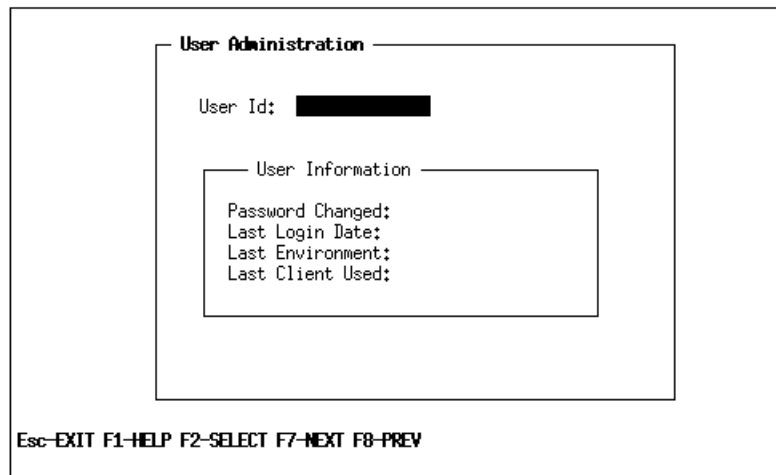 User Administration
User Id:
User Information
Password Changed:
Last Login Date:
Last Environment:
Last Client Used:
Esc-EXIT F1-HELP F2-SELECT F7-NEXT F8-PREV